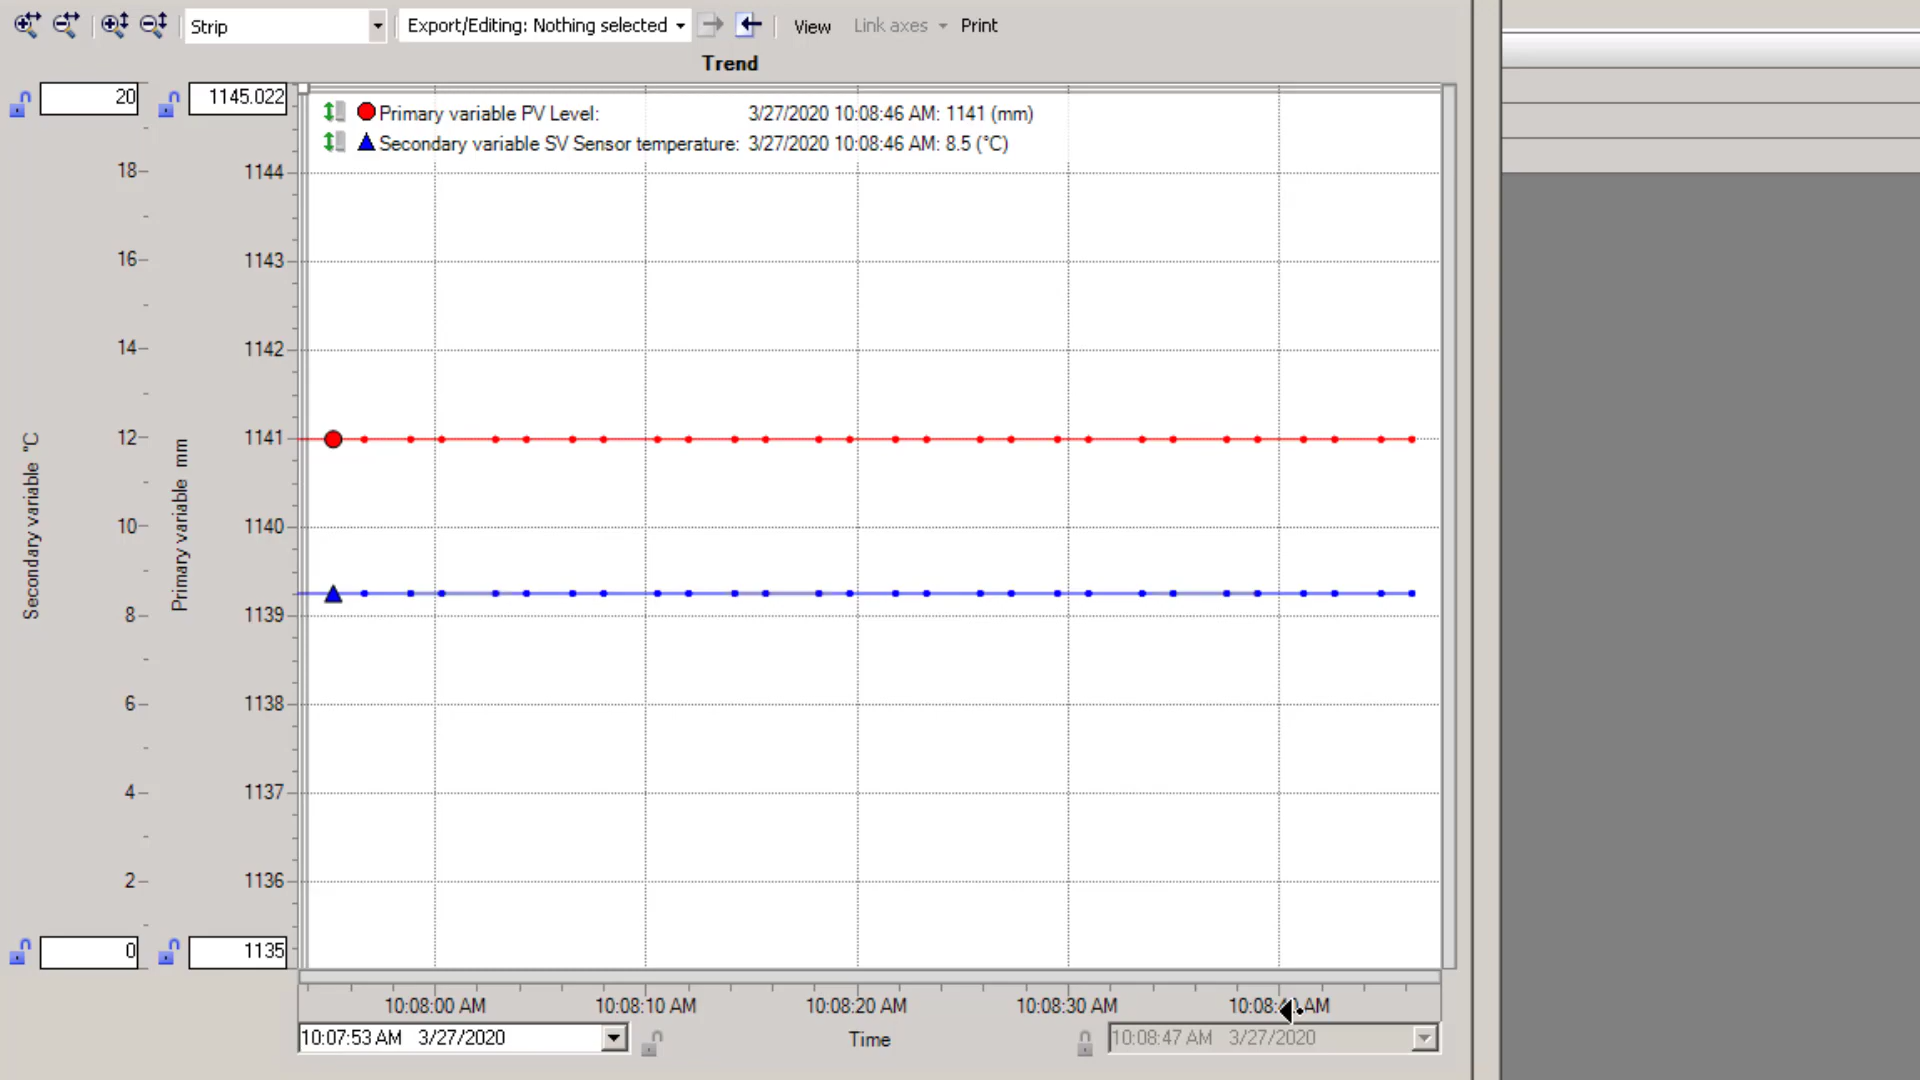 Strip Export/Editing: Nothing selected View Link axes Print
Trend
20 1145.022
Primary variable PV Level: 3/27/2020 10:08:46 AM: 1141 (mm)
Secondary variable SV Sensor temperature: 3/27/2020 10:08:46 AM: 8.5 (°C)
18 1144
16 1143
14 1142
12 1141
10 1140
8 1139
6 1138
4 1137
2 1136
0 1135
Secondary variable °C
Primary variable mm
10:08:00 AM 10:08:10 AM 10:08:20 AM 10:08:30 AM 10:08:40 AM
10:07:53 AM 3/27/2020 Time 10:08:47 AM 3/27/2020